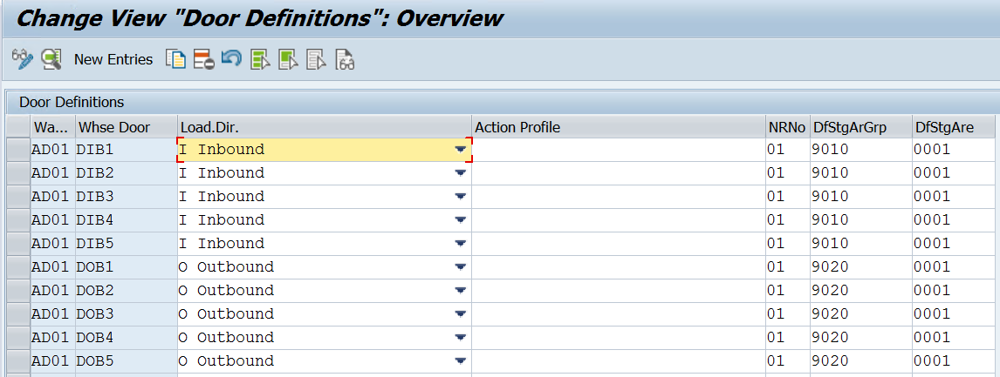 Change View "Door Definitions": Overview
New Entries
Door Definitions
Wa... Whse Door Load.Dir. Action Profile NRNo DfStgArGrp DfStgAre
AD01 DIB1 I Inbound 01 9010 0001
AD01 DIB2 I Inbound 01 9010 0001
AD01 DIB3 I Inbound 01 9010 0001
AD01 DIB4 I Inbound 01 9010 0001
AD01 DIB5 I Inbound 01 9010 0001
AD01 DOB1 O Outbound 01 9020 0001
AD01 DOB2 O Outbound 01 9020 0001
AD01 DOB3 O Outbound 01 9020 0001
AD01 DOB4 O Outbound 01 9020 0001
AD01 DOB5 O Outbound 01 9020 0001